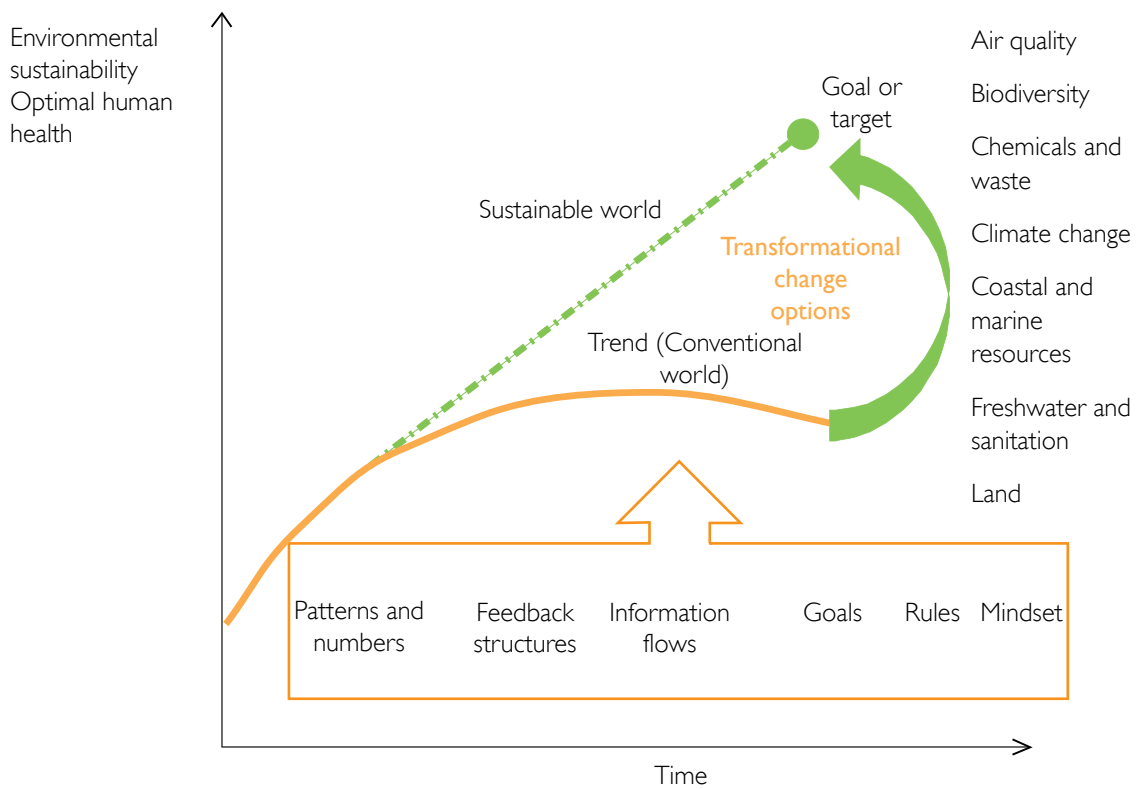 Environmental
sustainability
Optimal human
health
Goal or
target
Sustainable world
Transformational
change
options
Trend (Conventional
world)
Air quality
Biodiversity
Chemicals and
waste
Climate change
Coastal and
marine
resources
Freshwater and
sanitation
Land
Patterns and
numbers
Feedback
structures
Information
flows
Goals
Rules
Mindset
Time